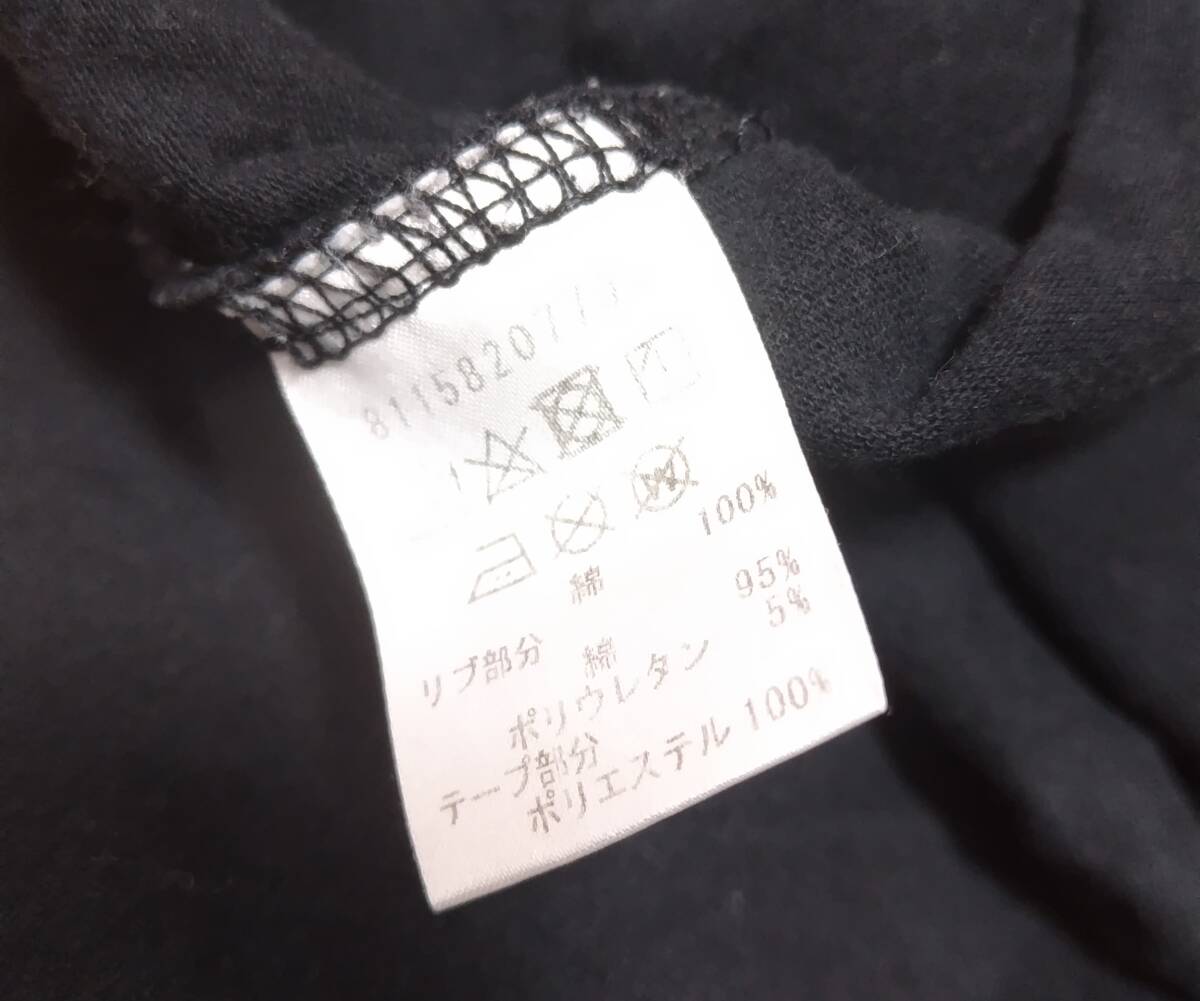 811582077
綿 100%
リブ部分 綿 95%
ポリウレタン 5%
テープ部分
ポリエステル 100%